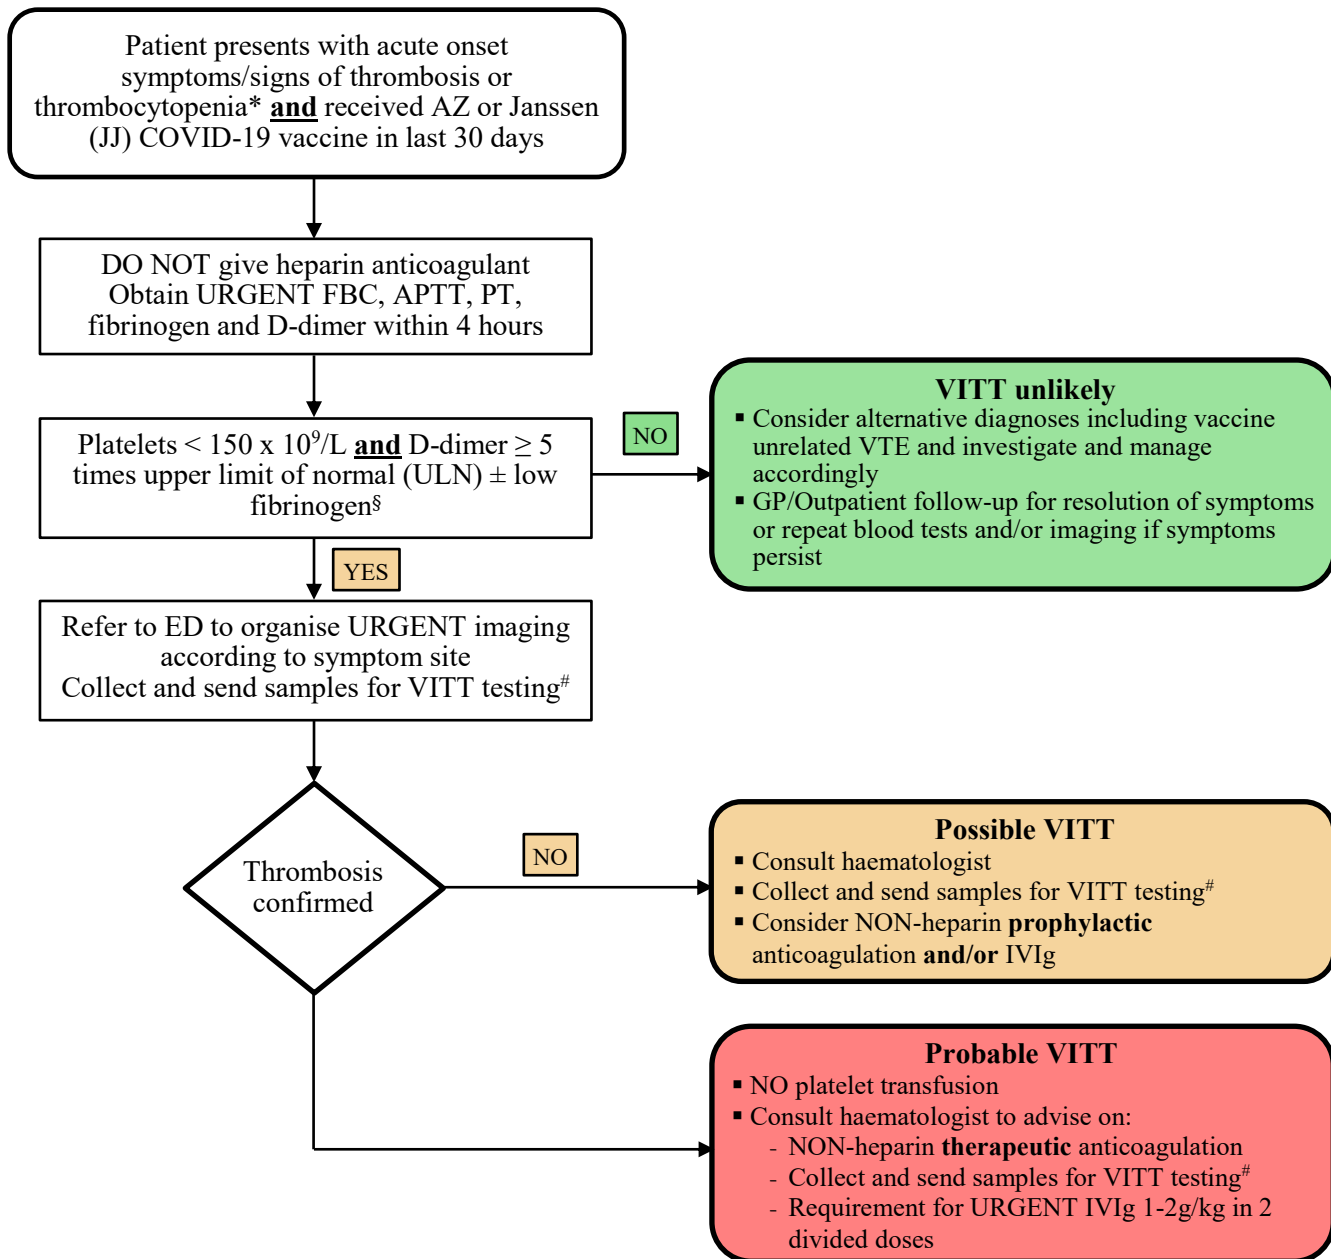 Patient presents with acute onset
symptoms/signs of thrombosis or
thrombocytopenia* and received AZ or Janssen
(JJ) COVID-19 vaccine in last 30 days
DO NOT give heparin anticoagulant
Obtain URGENT FBC, APTT, PT,
fibrinogen and D-dimer within 4 hours
Platelets < 150 x 10⁹/L and D-dimer ≥ 5
times upper limit of normal (ULN) ± low
fibrinogen§
NO
VITT unlikely
▪ Consider alternative diagnoses including vaccine
unrelated VTE and investigate and manage
accordingly
▪ GP/Outpatient follow-up for resolution of symptoms
or repeat blood tests and/or imaging if symptoms
persist
YES
Refer to ED to organise URGENT imaging
according to symptom site
Collect and send samples for VITT testing#
Thrombosis
confirmed
NO
Possible VITT
▪ Consult haematologist
▪ Collect and send samples for VITT testing#
▪ Consider NON-heparin prophylactic
anticoagulation and/or IVIg
Probable VITT
▪ NO platelet transfusion
▪ Consult haematologist to advise on:
- NON-heparin therapeutic anticoagulation
- Collect and send samples for VITT testing#
- Requirement for URGENT IVIg 1-2g/kg in 2
divided doses